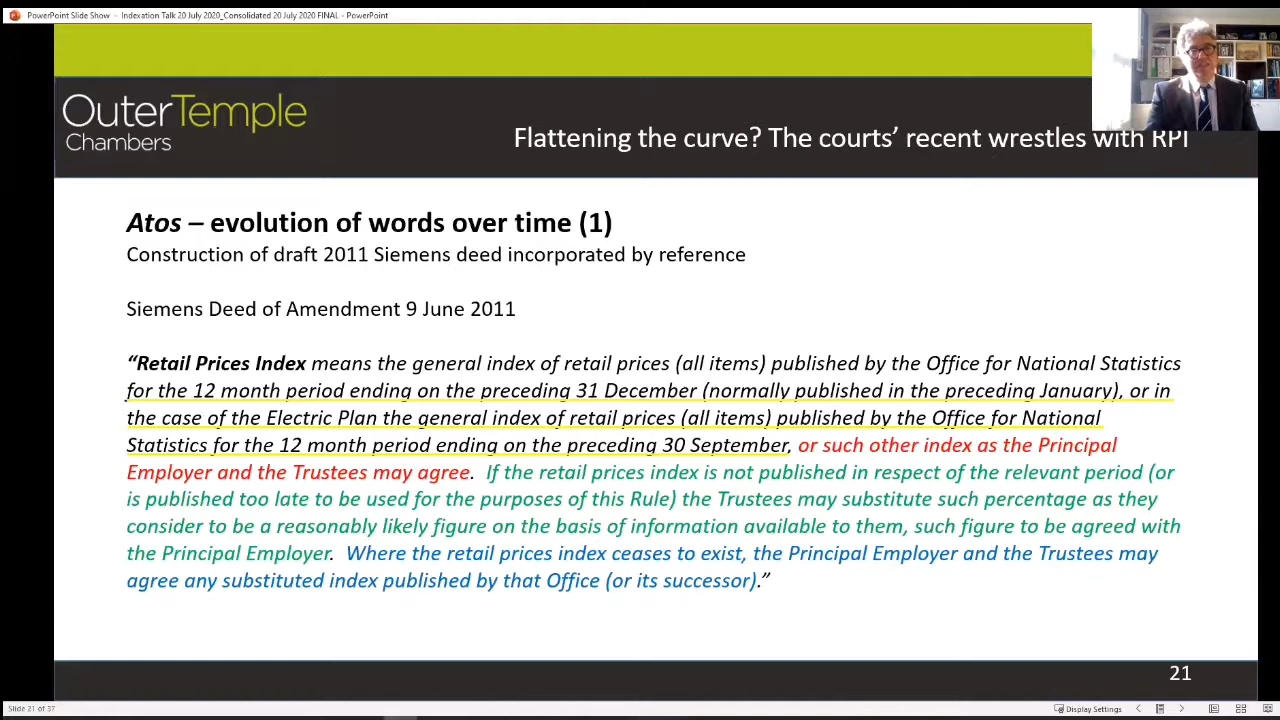 PowerPoint Slide Show - Indexation Talk 20 July 2020_Consolidated 20 July 2020 FINAL - PowerPoint
OuterTemple
Chambers
Flattening the curve? The courts’ recent wrestles with RPI
Atos – evolution of words over time (1)
Construction of draft 2011 Siemens deed incorporated by reference
Siemens Deed of Amendment 9 June 2011
“Retail Prices Index means the general index of retail prices (all items) published by the Office for National Statistics
for the 12 month period ending on the preceding 31 December (normally published in the preceding January), or in
the case of the Electric Plan the general index of retail prices (all items) published by the Office for National
Statistics for the 12 month period ending on the preceding 30 September, or such other index as the Principal
Employer and the Trustees may agree. If the retail prices index is not published in respect of the relevant period (or
is published too late to be used for the purposes of this Rule) the Trustees may substitute such percentage as they
consider to be a reasonably likely figure on the basis of information available to them, such figure to be agreed with
the Principal Employer. Where the retail prices index ceases to exist, the Principal Employer and the Trustees may
agree any substituted index published by that Office (or its successor).”
21
Slide 21 of 37
Display Settings